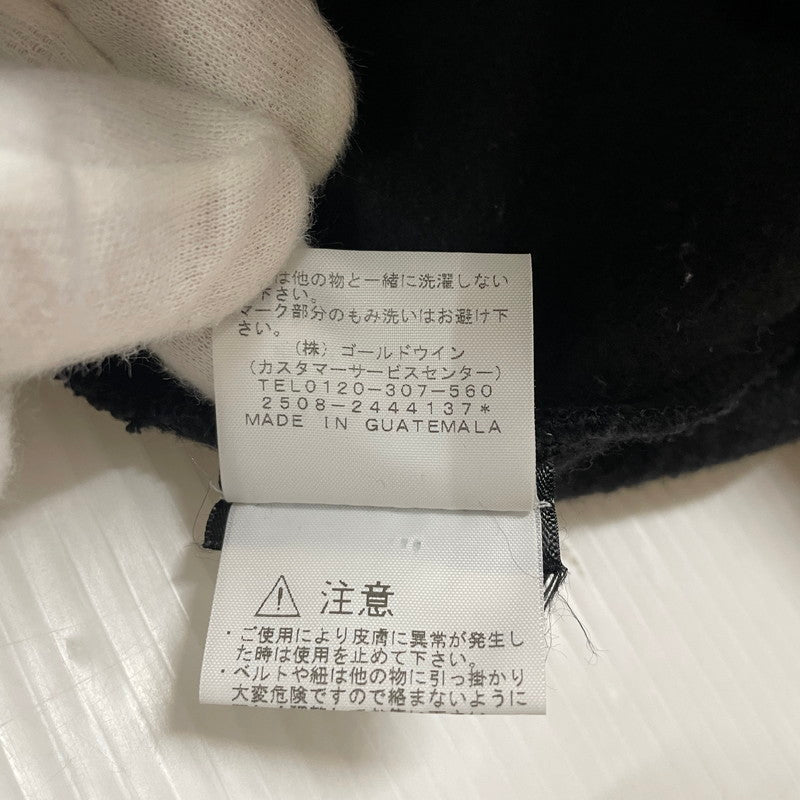 は他の物と一緒に洗濯しない
下さい。
マーク部分のもみ洗いはお避け下
さい。
(株) ゴールドウイン
(カスタマーサービスセンター)
TEL0120-307-560
2508-2444137*
MADE IN GUATEMALA
注意
・ご使用により皮膚に異常が発生し
た時は使用を止めて下さい。
・ベルトや紐は他の物に引っ掛かり
大変危険ですので絡まないように